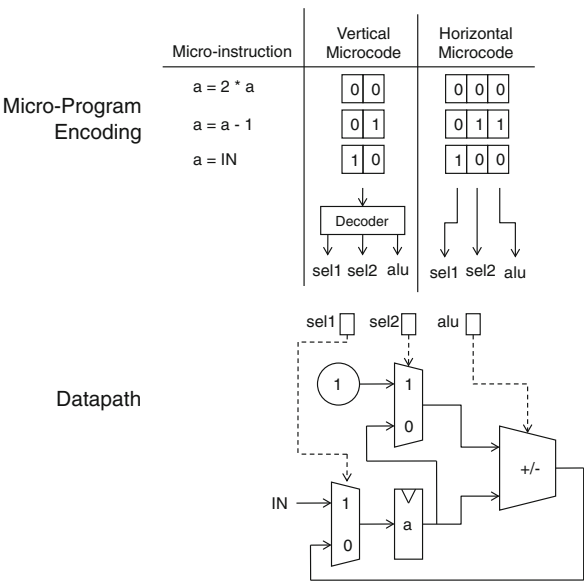 Vertical Microcode
Horizontal Microcode
Micro-instruction
Micro-Program Encoding
a = 2 * a
0 0
0 0 0
a = a - 1
0 1
0 1 1
a = IN
1 0
1 0 0
Decoder
sel1 sel2 alu
sel1 sel2 alu
sel1
sel2
alu
Datapath
1
1
0
+/-
IN
1
0
a